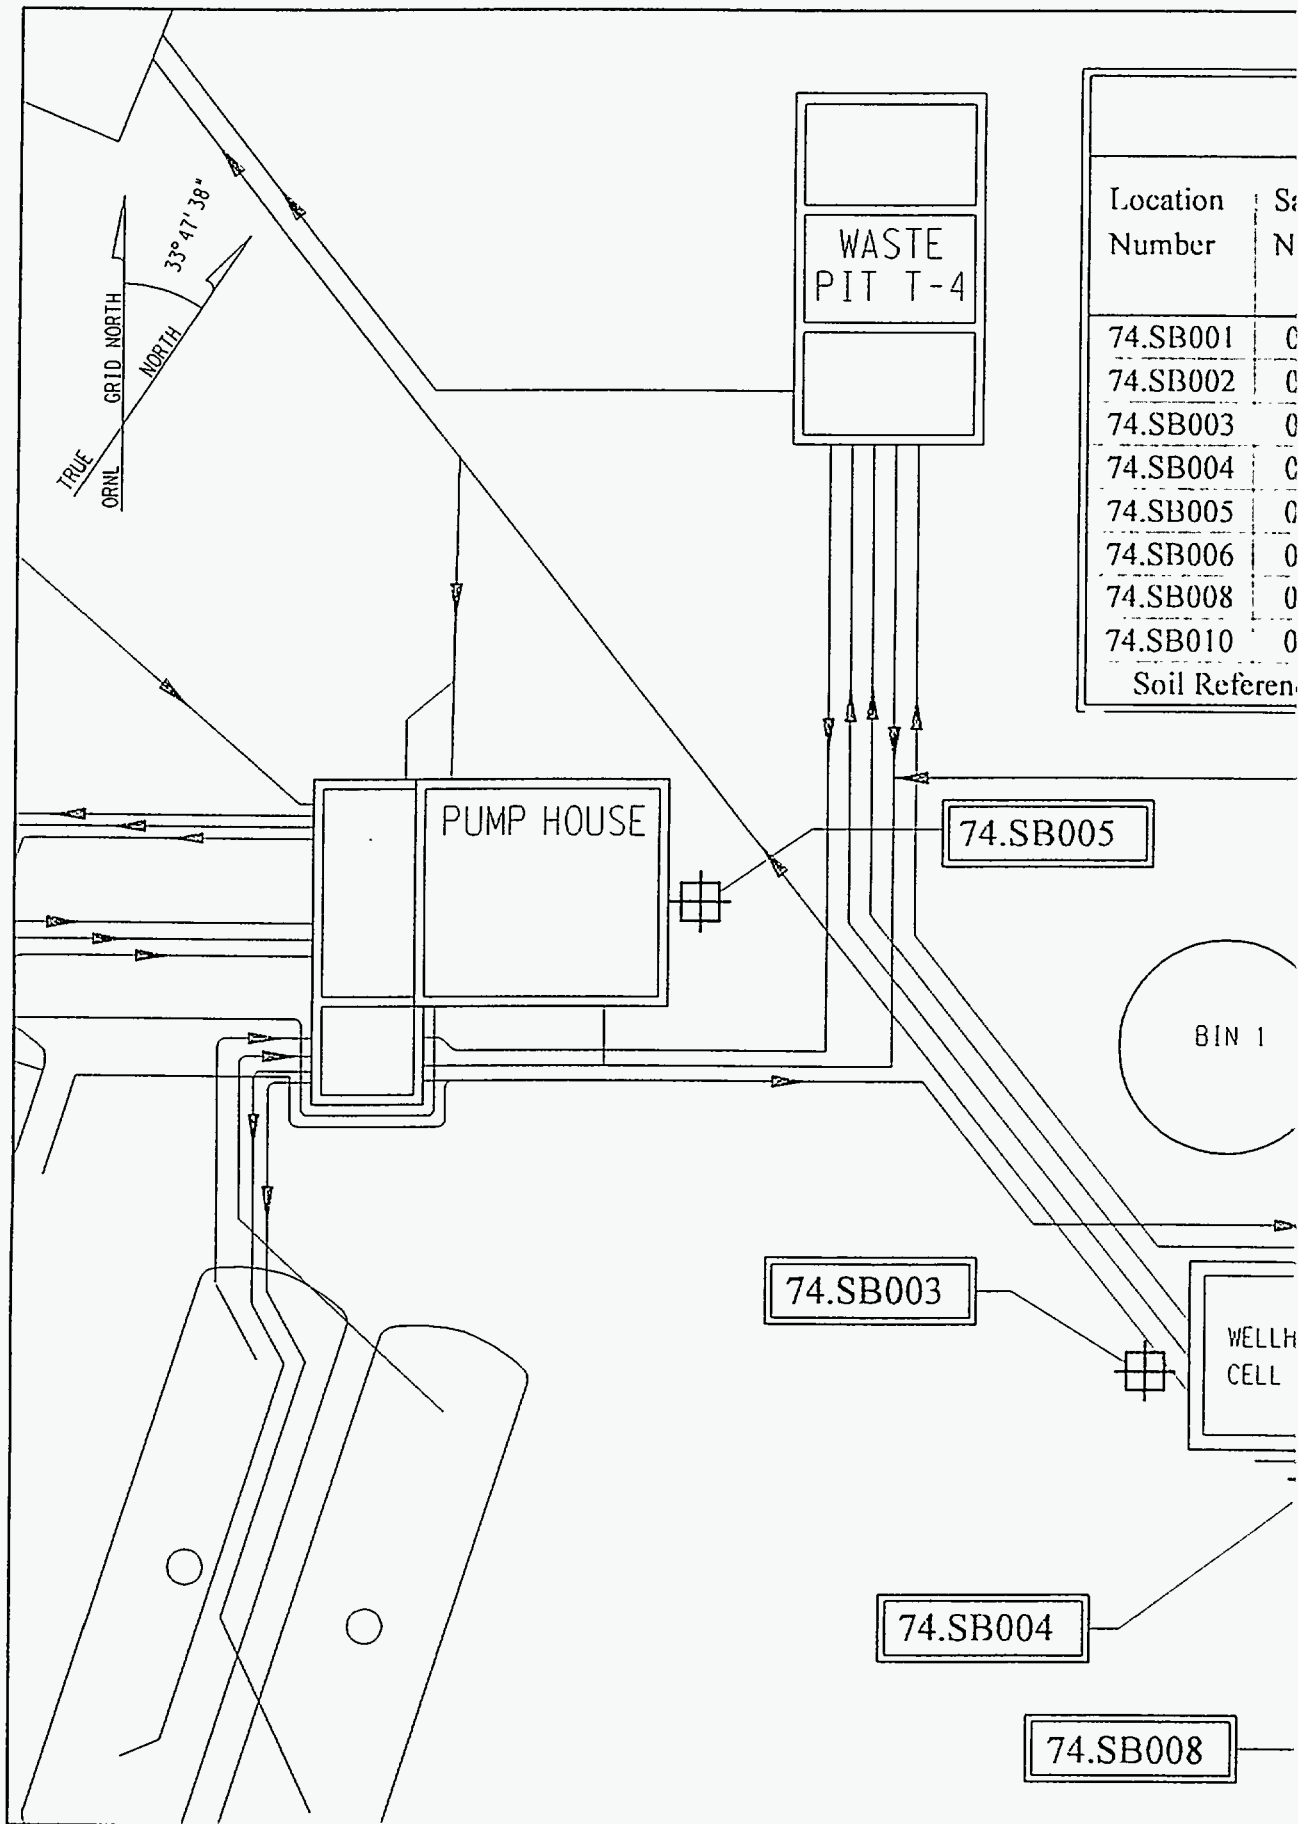 33°47'38"
ORNL GRID NORTH
TRUE NORTH
WASTE
PIT T-4
Location
Number
N
74.SB001
74.SB002
74.SB003
74.SB004
74.SB005
74.SB006
74.SB008
74.SB010
Soil
PUMP HOUSE
74.SB005
BIN 1
74.SB003
CELL
74.SB004
74.SB008